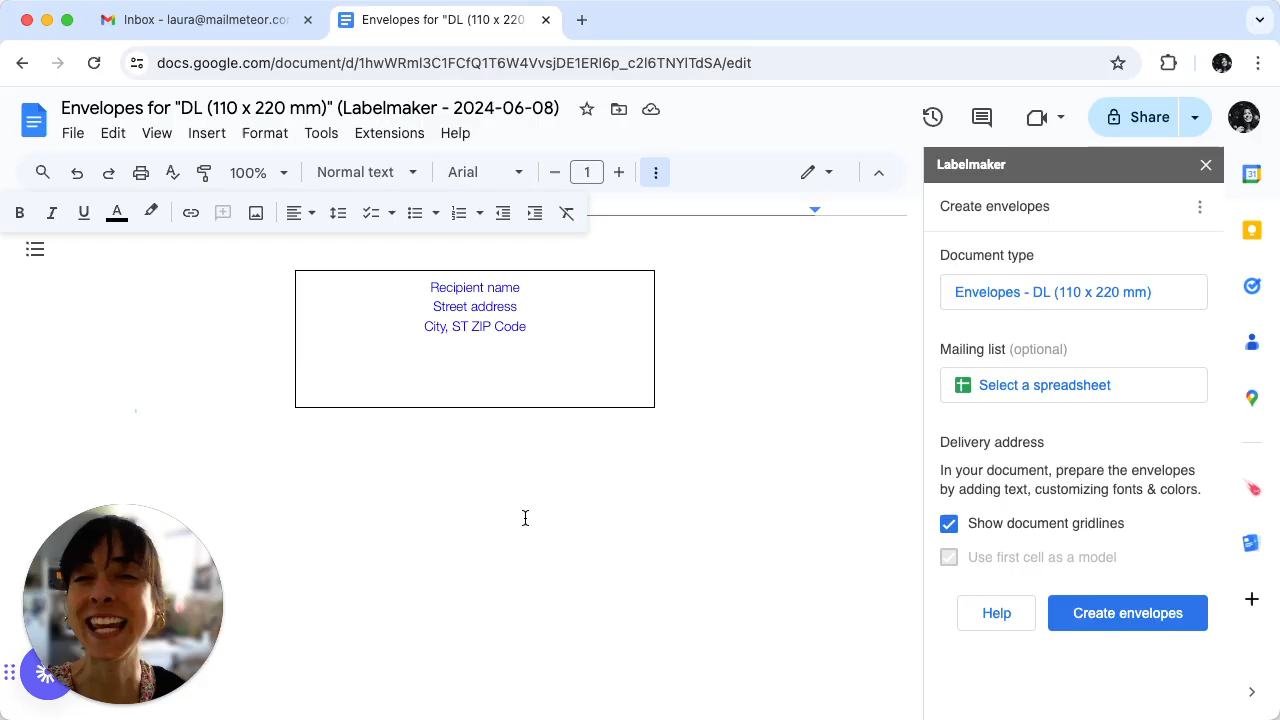 Inbox - laura@mailmeteor.co
Envelopes for "DL (110 x 220
docs.google.com/document/d/1hwWRmI3C1FCfQ1T6W4VvsjDE1ERI6p_c2I6TNYITdSA/edit
Envelopes for "DL (110 x 220 mm)" (Labelmaker - 2024-06-08)
File Edit View Insert Format Tools Extensions Help
Share
100% Normal text Arial 1
B I U A
Recipient name
Street address
City, ST ZIP Code
Labelmaker
Create envelopes
Document type
Envelopes - DL (110 x 220 mm)
Mailing list (optional)
Select a spreadsheet
Delivery address
In your document, prepare the envelopes
by adding text, customizing fonts & colors.
Show document gridlines
Use first cell as a model
Help
Create envelopes
31